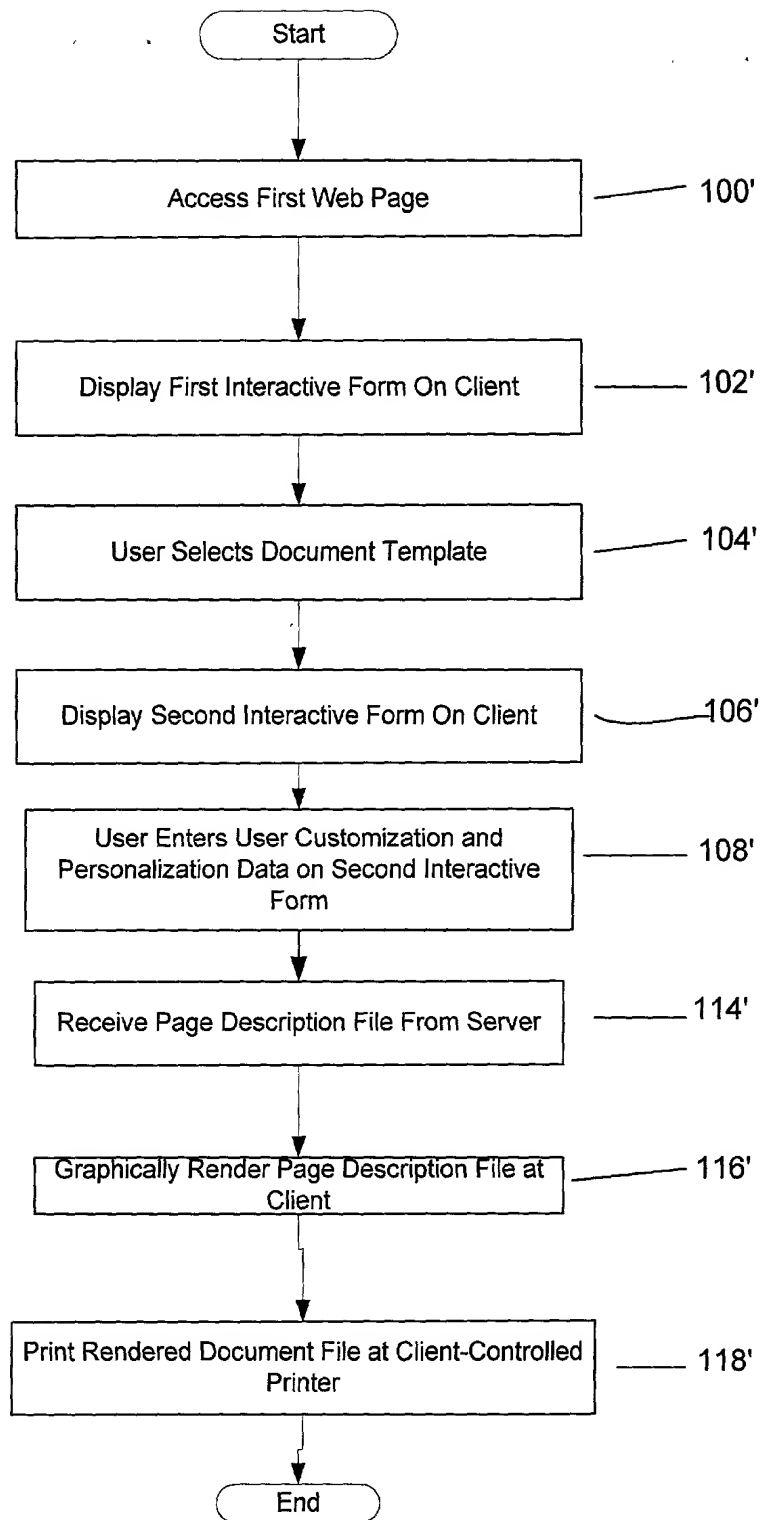 Start
Access First Web Page
100'
Display First Interactive Form On Client
102'
User Selects Document Template
104'
Display Second Interactive Form On Client
106'
User Enters User Customization and
Personalization Data on Second Interactive
Form
108'
Receive Page Description File From Server
114'
Graphically Render Page Description File at
Client
116'
Print Rendered Document File at Client-Controlled
Printer
118'
End